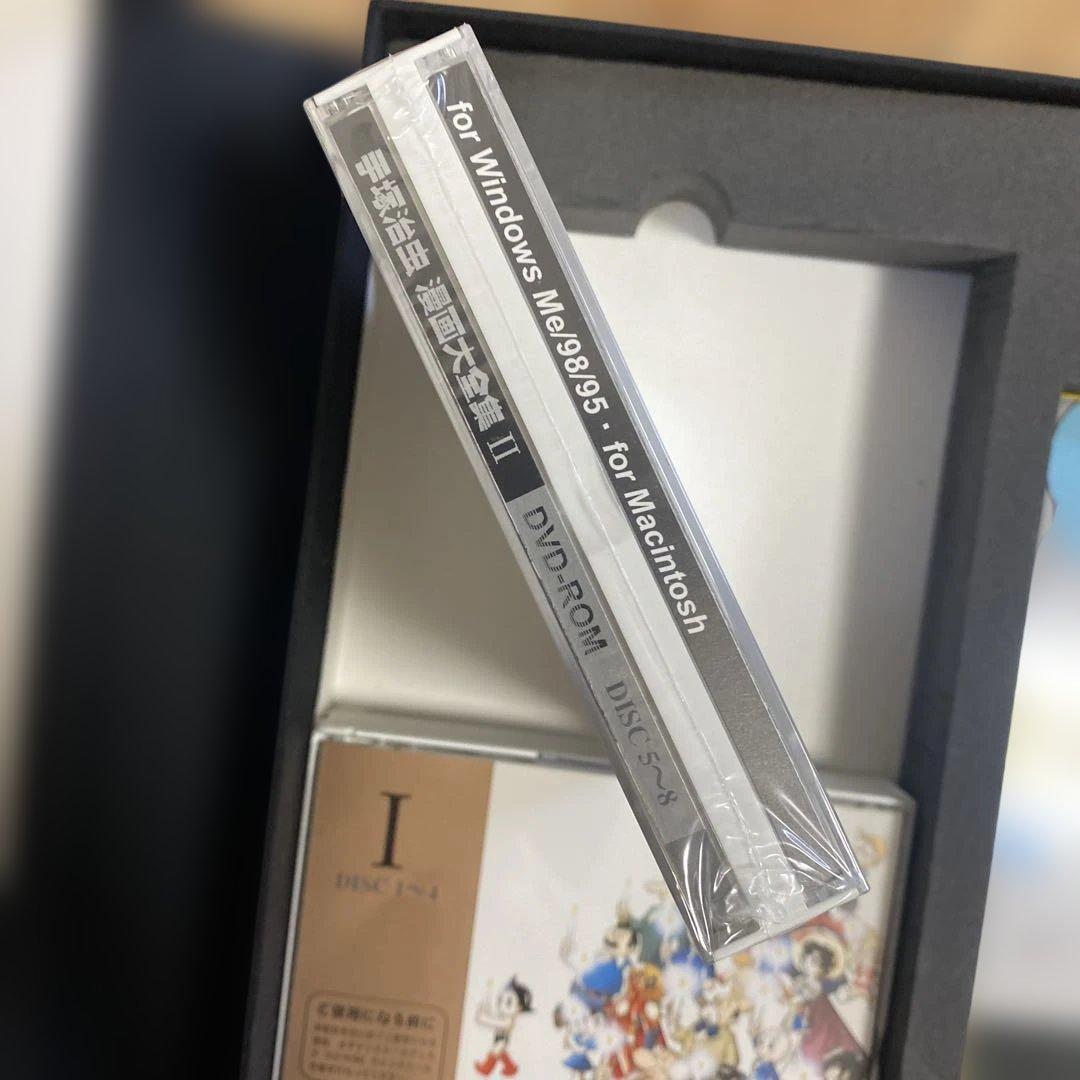 for Windows Me/98/95・for Macintosh
手塚治虫 漫画大全集 II DVD-ROM DISC 5〜8
I
DISC 1〜4
ご使用になる前に